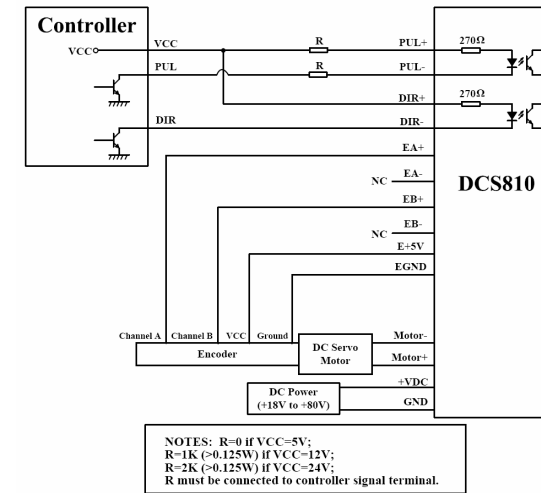 Controller
VCC
VCC
R
PUL+
270Ω
PUL
R
PUL-
DIR+
270Ω
DIR
DIR-
EA+
NC
EA-
DCS810
EB+
NC
EB-
E+5V
EGND
Channel A
Channel B
VCC
Ground
Encoder
DC Servo
Motor
Motor-
Motor+
DC Power
(+18V to +80V)
+VDC
GND
NOTES: R=0 if VCC=5V;
R=1K (>0.125W) if VCC=12V;
R=2K (>0.125W) if VCC=24V;
R must be connected to controller signal terminal.